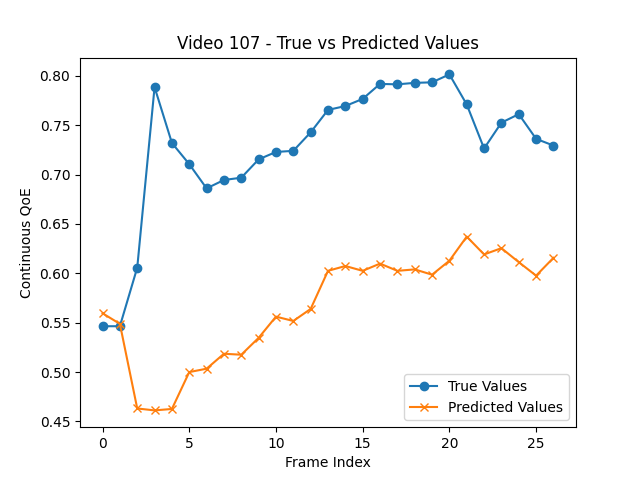 Video 107 - True vs Predicted Values
Continuous QoE
0.80
0.75
0.70
0.65
0.60
0.55
0.50
0.45
0 5 10 15 20 25
Frame Index
True Values
Predicted Values